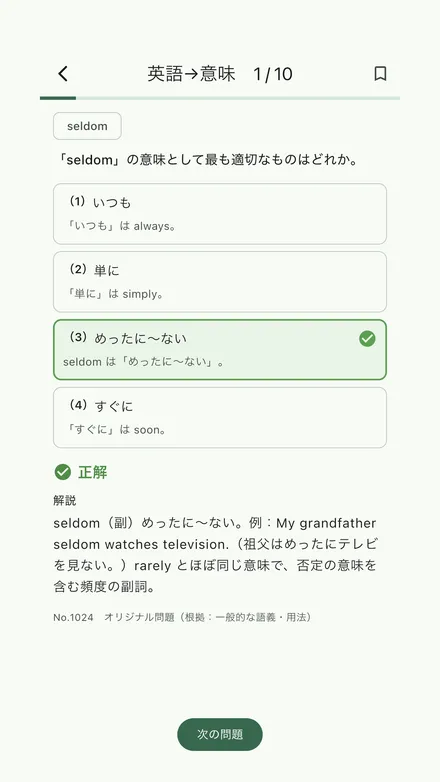 英語→意味 1/10
seldom
「seldom」の意味として最も適切なものはどれか。
(1) いつも
「いつも」は always。
(2) 単に
「単に」は simply。
(3) めったに〜ない
seldom は「めったに〜ない」。
(4) すぐに
「すぐに」は soon。
正解
解説
seldom（副）めったに〜ない。例：My grandfather
seldom watches television.（祖父はめったにテレビ
を見ない。）rarely とほぼ同じ意味で、否定の意味を
含む頻度の副詞。
No.1024 オリジナル問題（根拠：一般的な語義・用法）
次の問題